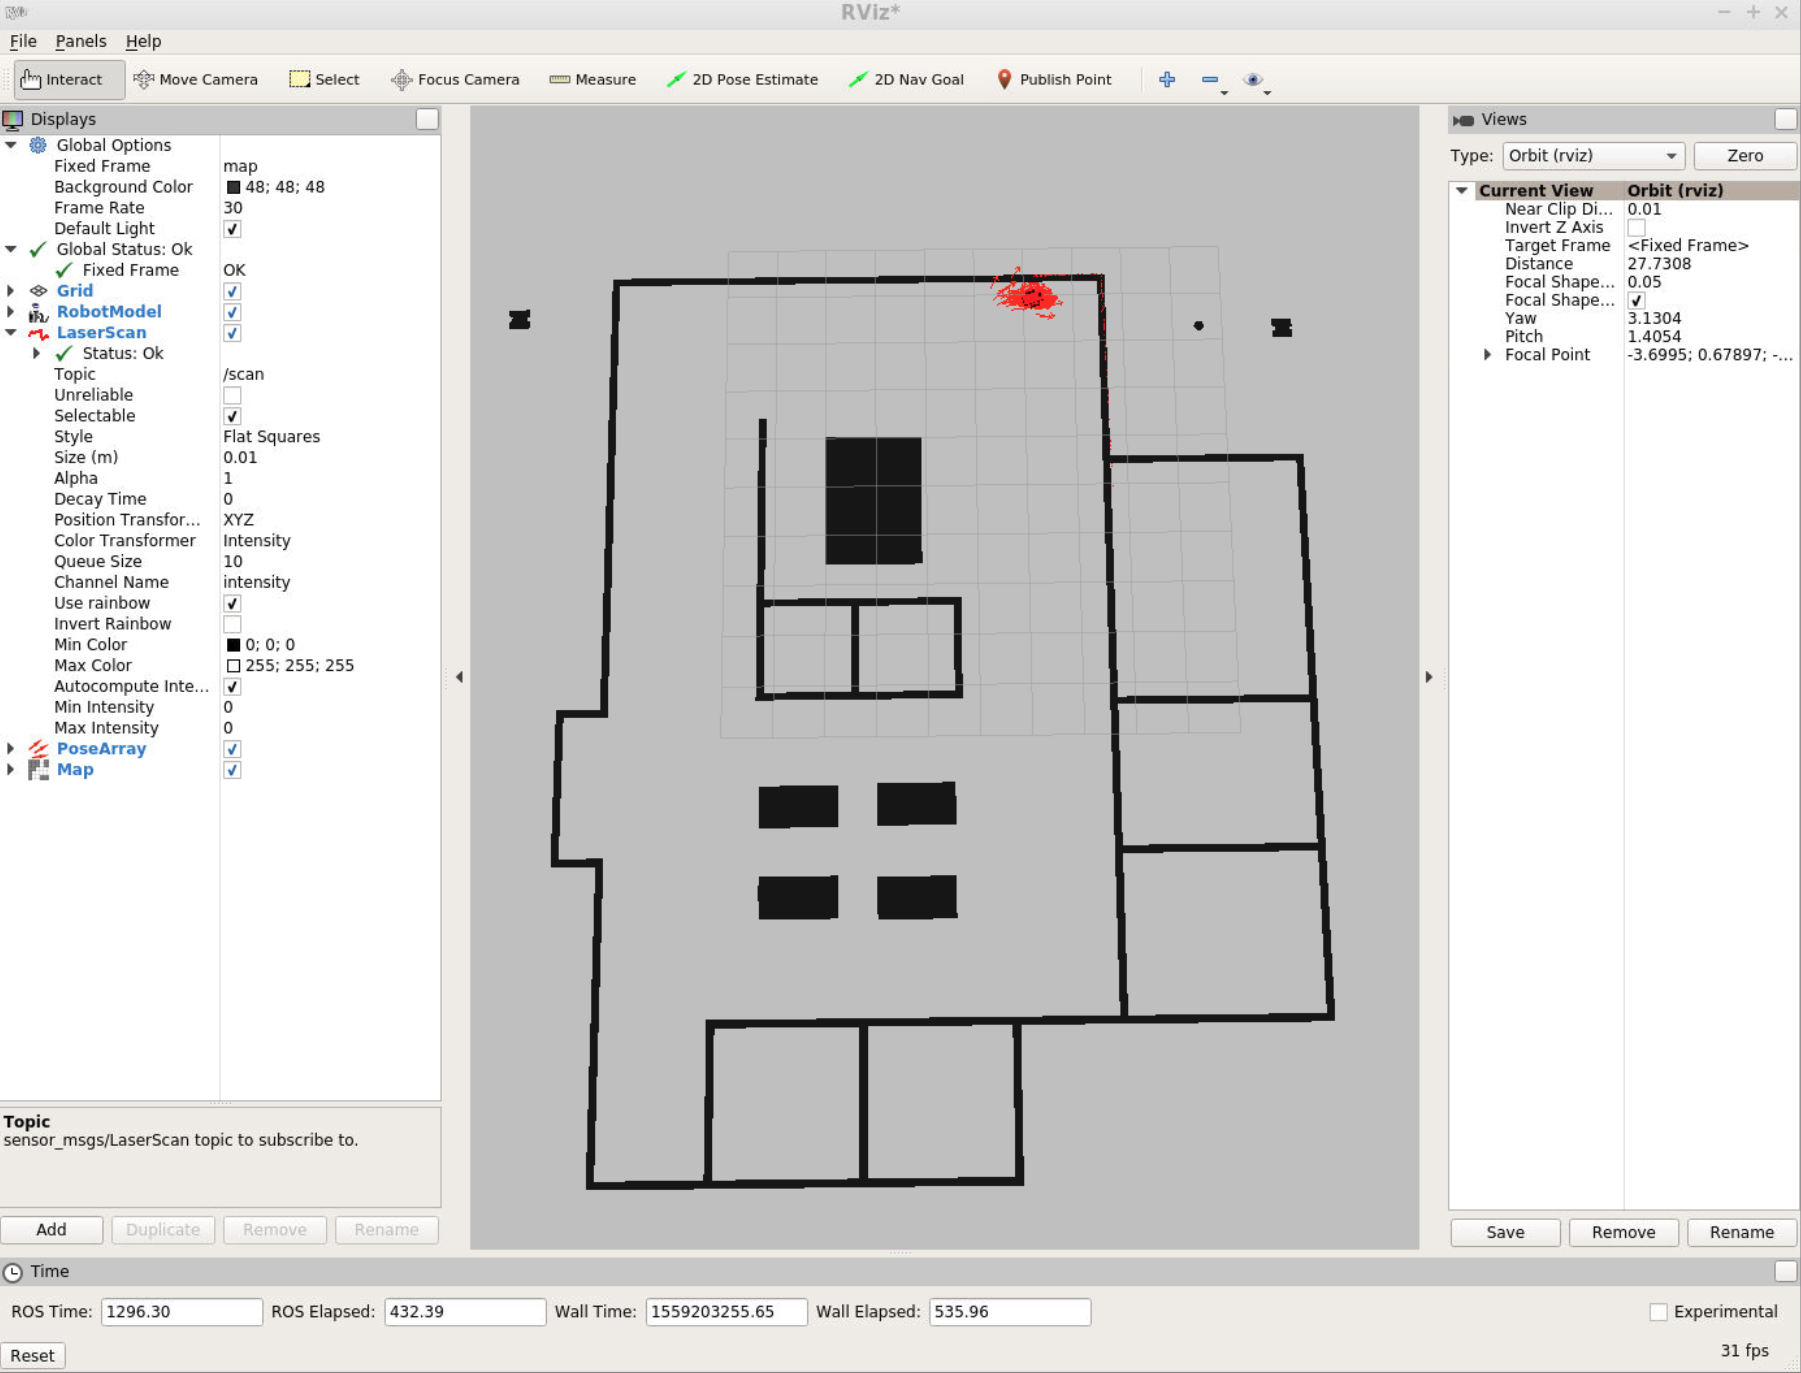 RViz
RViz*
File Panels Help
Interact Move Camera Select Focus Camera Measure 2D Pose Estimate 2D Nav Goal Publish Point
Displays
Global Options
Fixed Frame map
Background Color 48; 48; 48
Frame Rate 30
Default Light
Global Status: Ok
Fixed Frame OK
Grid
RobotModel
LaserScan
Status: Ok
Topic /scan
Unreliable
Selectable
Style Flat Squares
Size (m) 0.01
Alpha 1
Decay Time 0
Position Transfor... XYZ
Color Transformer Intensity
Queue Size 10
Channel Name intensity
Use rainbow
Invert Rainbow
Min Color 0; 0; 0
Max Color 255; 255; 255
Autocompute Inte...
Min Intensity 0
Max Intensity 0
PoseArray
Map
Topic
sensor_msgs/LaserScan topic to subscribe to.
Add Duplicate Remove Rename
Views
Type: Orbit (rviz) Zero
Current View Orbit (rviz)
Near Clip Di... 0.01
Invert Z Axis
Target Frame <Fixed Frame>
Distance 27.7308
Focal Shape... 0.05
Focal Shape...
Yaw 3.1304
Pitch 1.4054
Focal Point -3.6995; 0.67897; -...
Save Remove Rename
Time
ROS Time: 1296.30 ROS Elapsed: 432.39 Wall Time: 1559203255.65 Wall Elapsed: 535.96 Experimental
Reset 31 fps